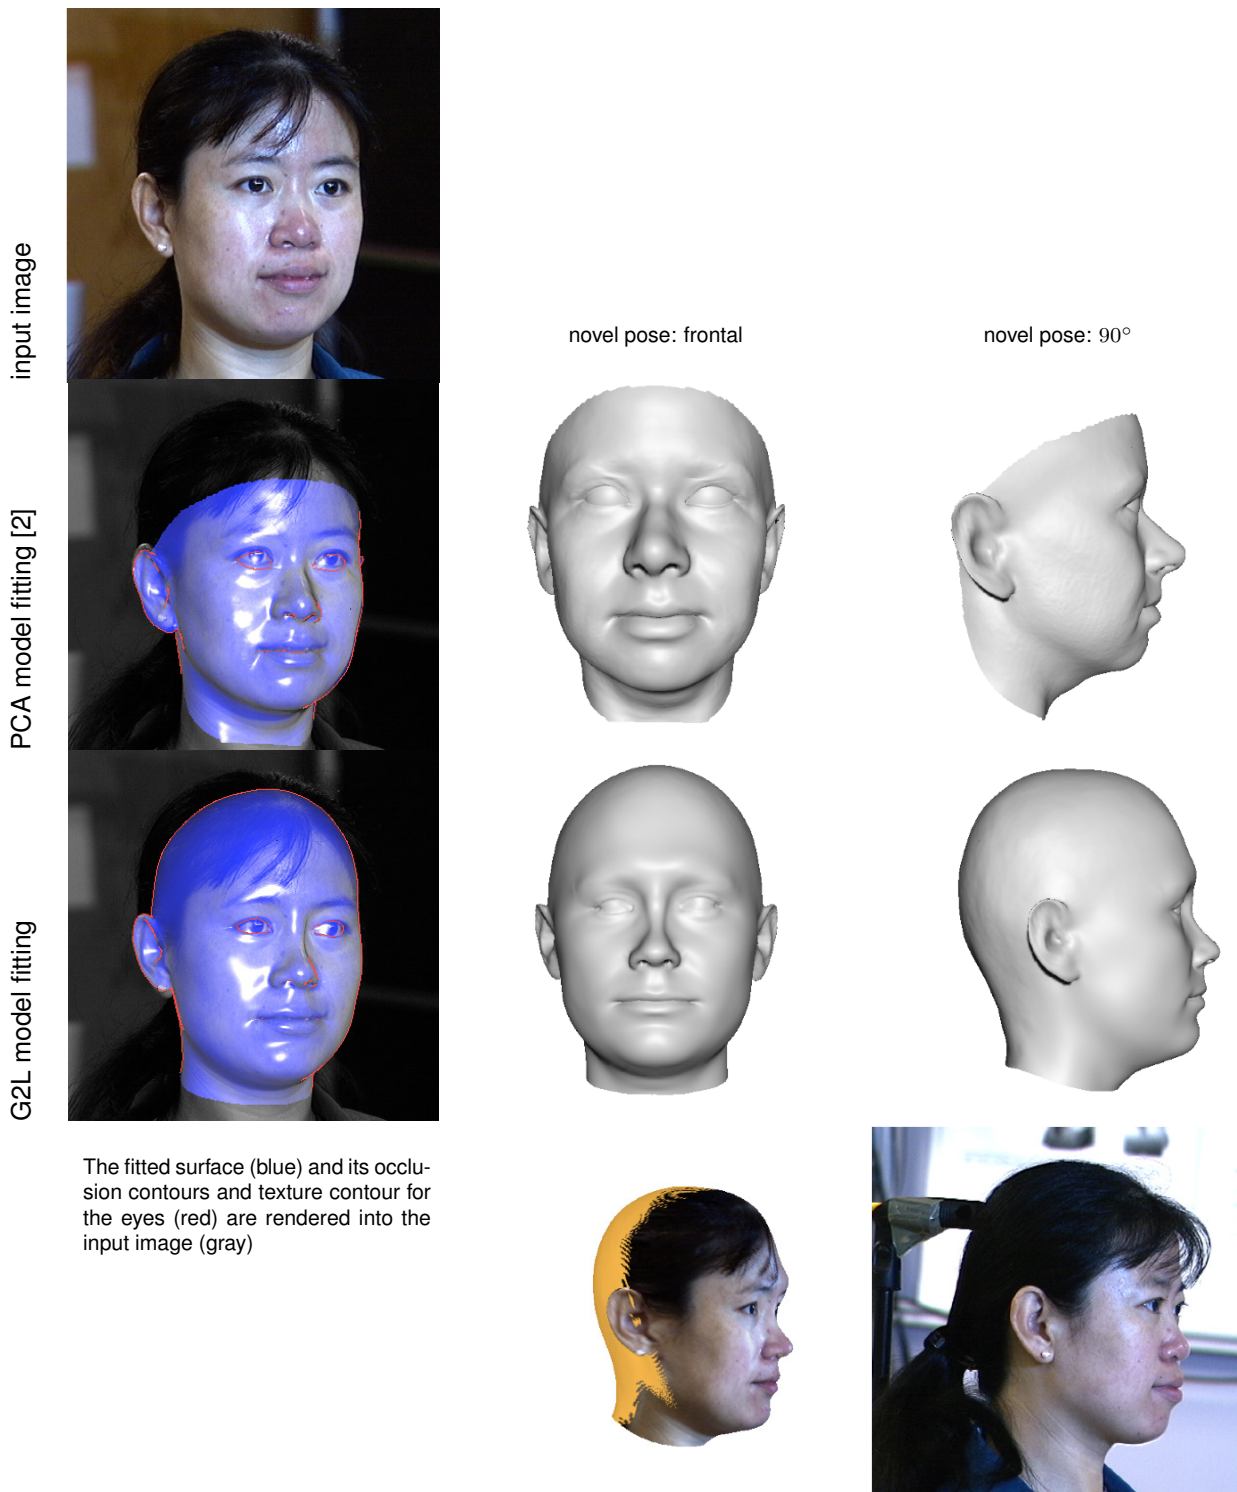 input image
novel pose: frontal
novel pose: 90°
PCA model fitting [2]
G2L model fitting
The fitted surface (blue) and its occlu-
sion contours and texture contour for
the eyes (red) are rendered into the
input image (gray)